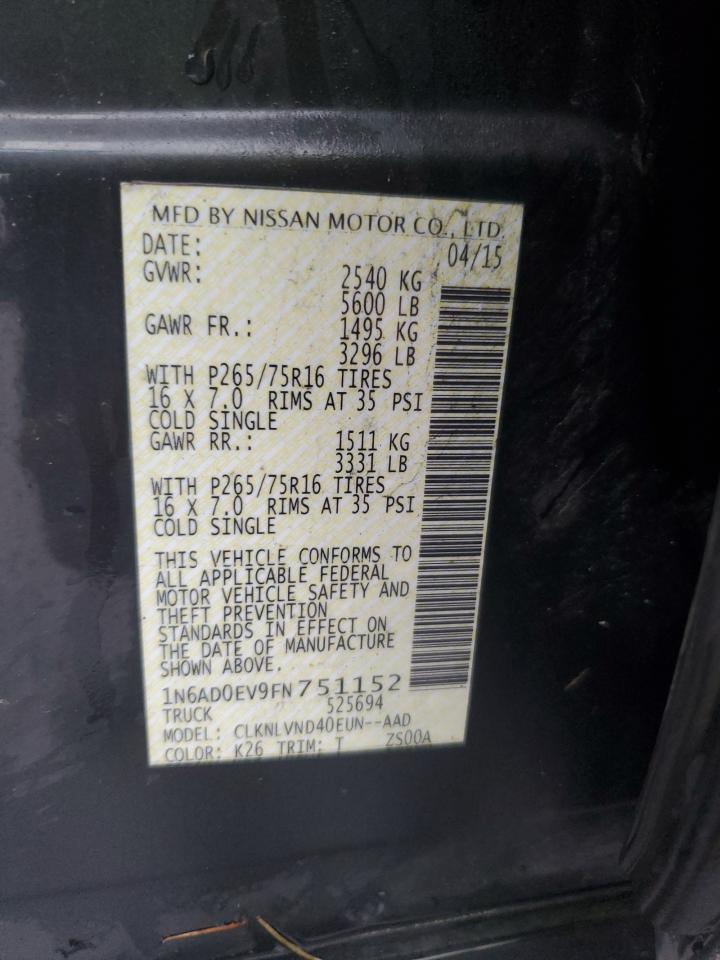 MFD BY NISSAN MOTOR CO., LTD.
DATE: 04/15
GVWR: 2540 KG
5600 LB
GAWR FR.: 1495 KG
3296 LB
WITH P265/75R16 TIRES
16 X 7.0 RIMS AT 35 PSI
COLD SINGLE
GAWR RR.: 1511 KG
3331 LB
WITH P265/75R16 TIRES
16 X 7.0 RIMS AT 35 PSI
COLD SINGLE
THIS VEHICLE CONFORMS TO
ALL APPLICABLE FEDERAL
MOTOR VEHICLE SAFETY AND
THEFT PREVENTION
STANDARDS IN EFFECT ON
THE DATE OF MANUFACTURE
SHOWN ABOVE.
1N6AD0EV9FN751152
TRUCK 525694
MODEL: CLKNLVND40EUN--AAD
COLOR: K26 TRIM: T ZS00A